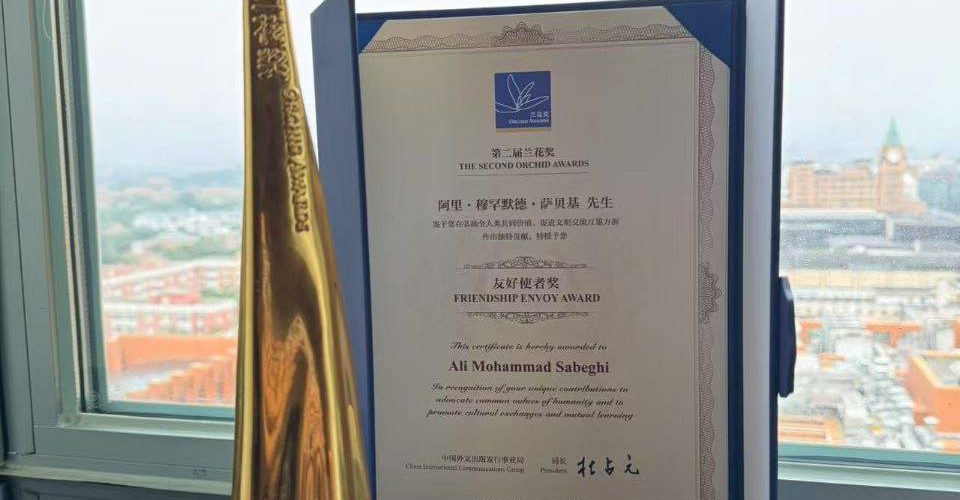 兰花奖
ORCHID AWARDS
兰花奖
ORCHID AWARDS
第二届兰花奖
THE SECOND ORCHID AWARDS
阿里·穆罕默德·萨贝基 先生
鉴于您在弘扬全人类共同价值、促进文明交流互鉴方面
作出独特贡献,特授予您
友好使者奖
FRIENDSHIP ENVOY AWARD
This certificate is hereby awarded to
Ali Mohammad Sabeghi
In recognition of your unique contributions to
advocate common values of humanity and to
promote cultural exchanges and mutual learning
中国外文出版发行事业局 局长
China International Communications Group President
杜占元